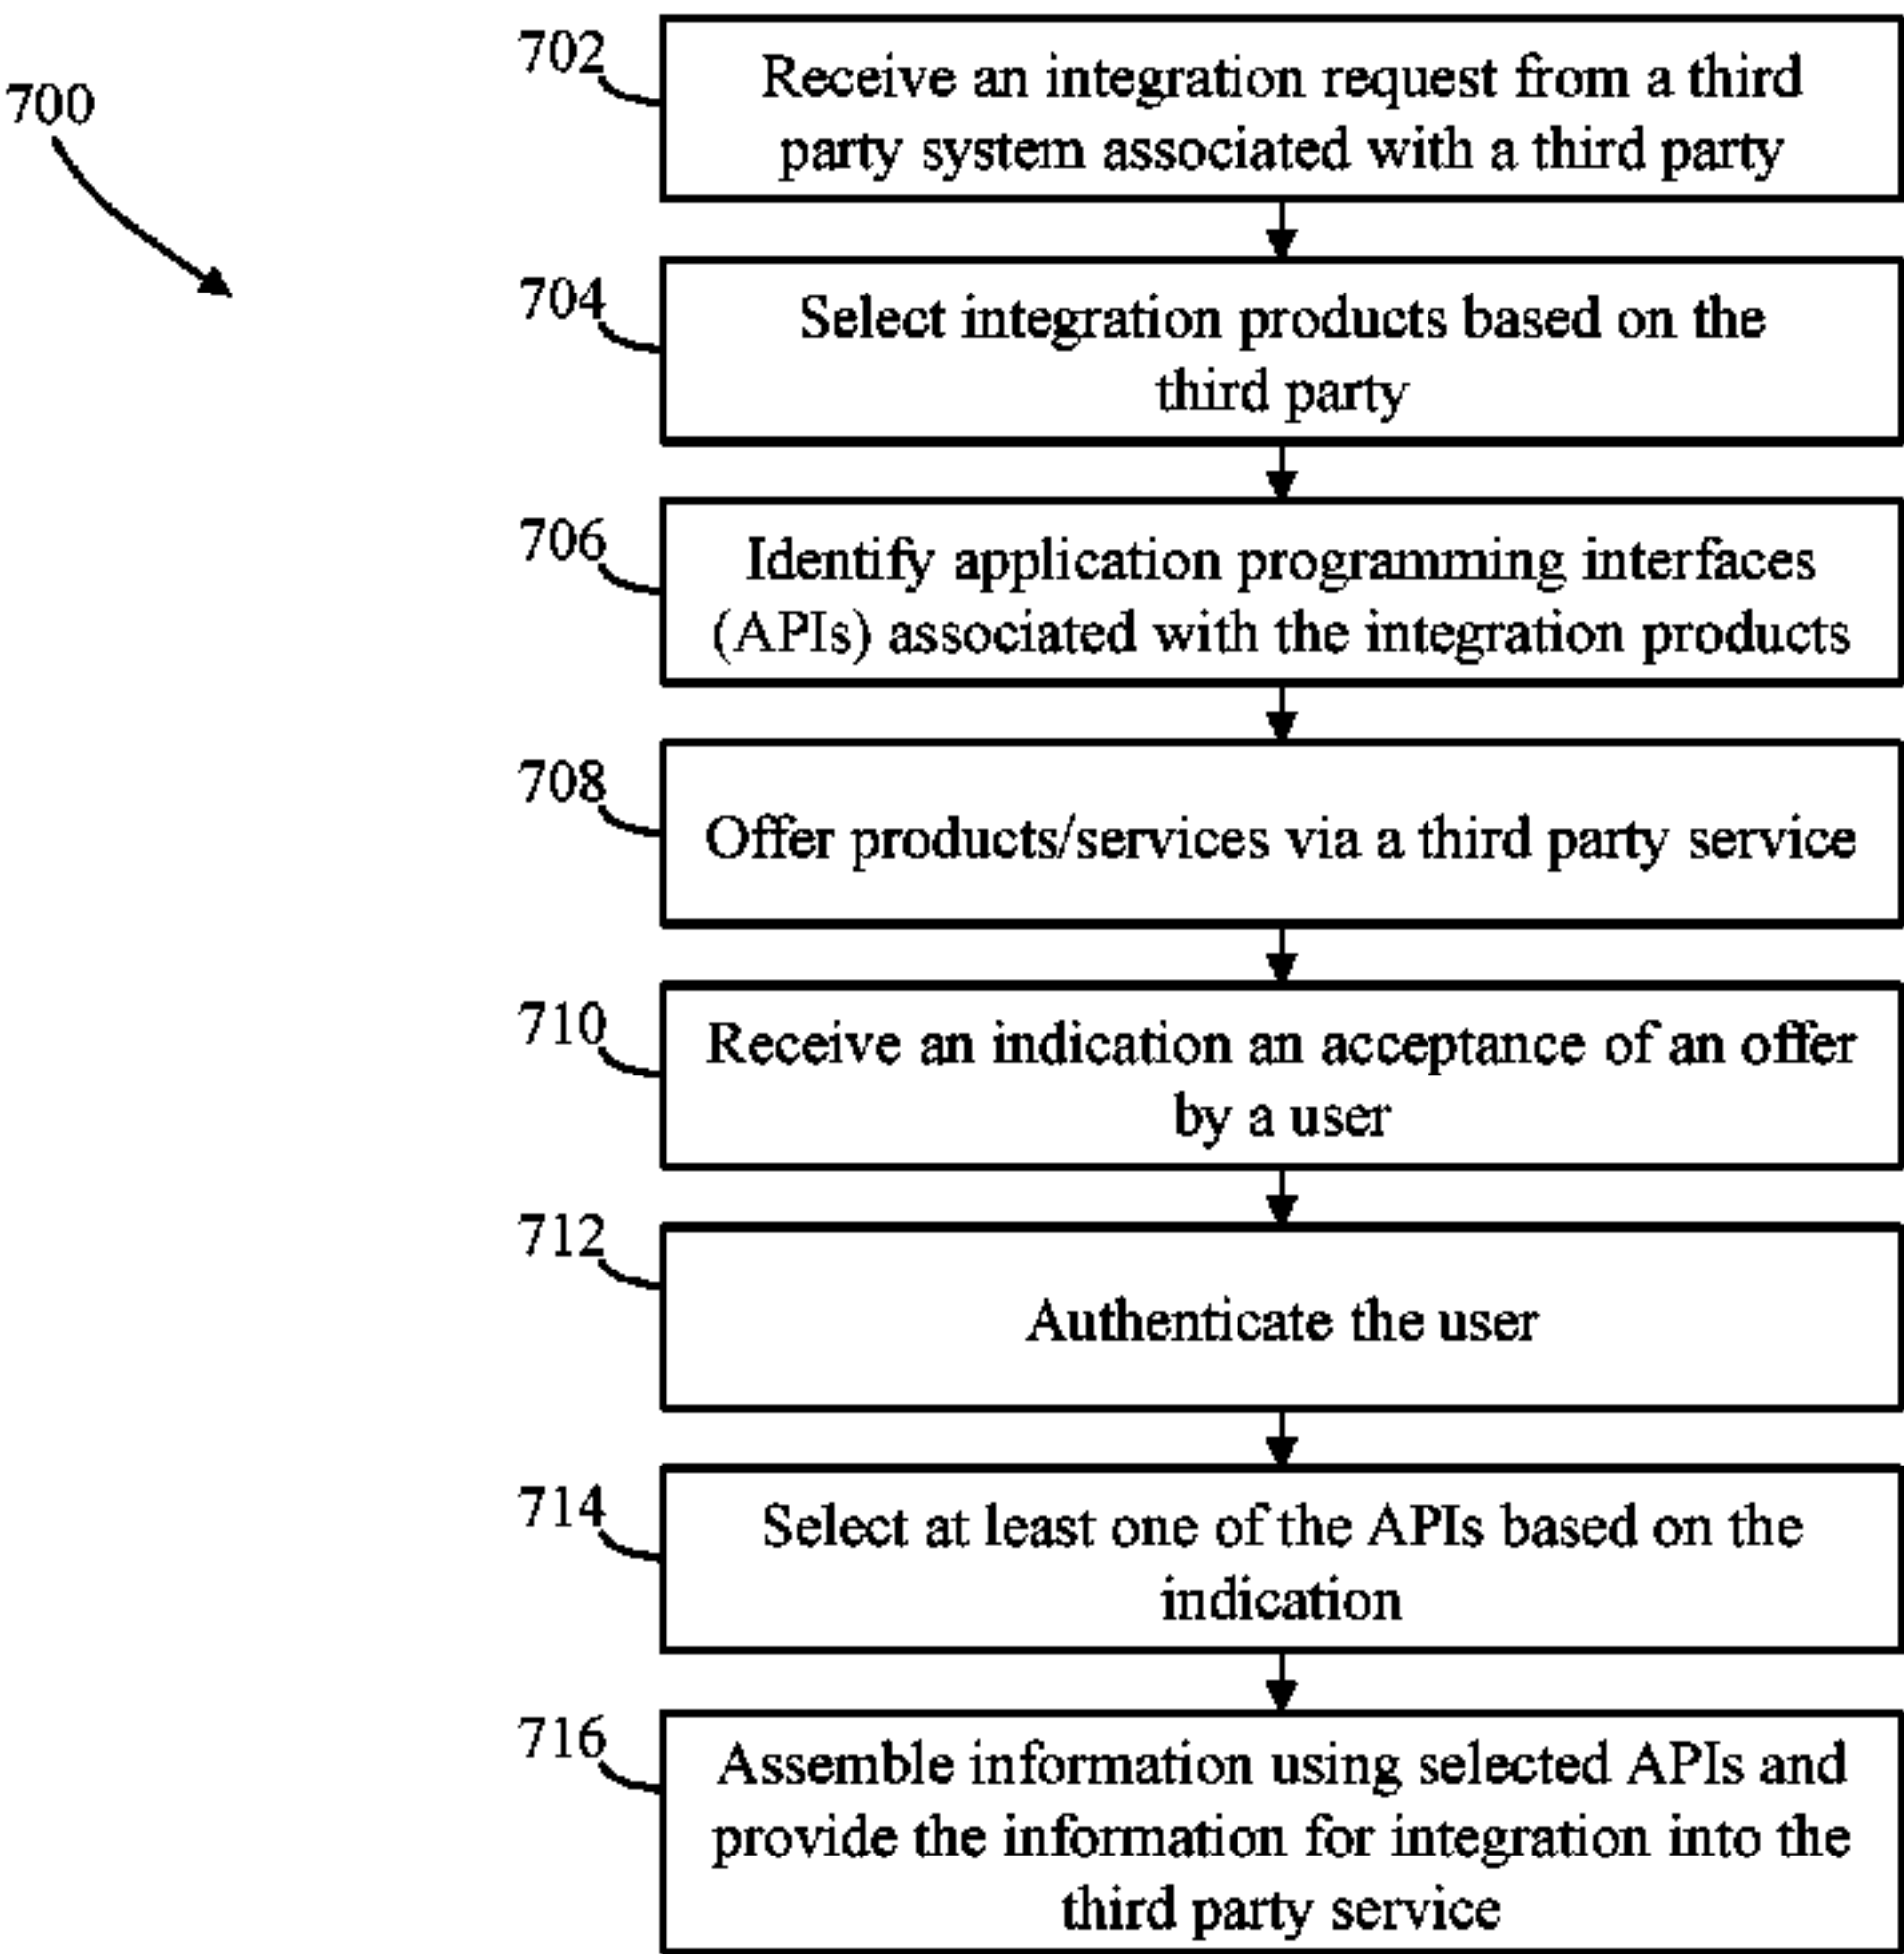 700
702
Receive an integration request from a third
party system associated with a third party
704
Select integration products based on the
third party
706
Identify application programming interfaces
(APIs) associated with the integration products
708
Offer products/services via a third party service
710
Receive an indication an acceptance of an offer
by a user
712
Authenticate the user
714
Select at least one of the APIs based on the
indication
716
Assemble information using selected APIs and
provide the information for integration into the
third party service